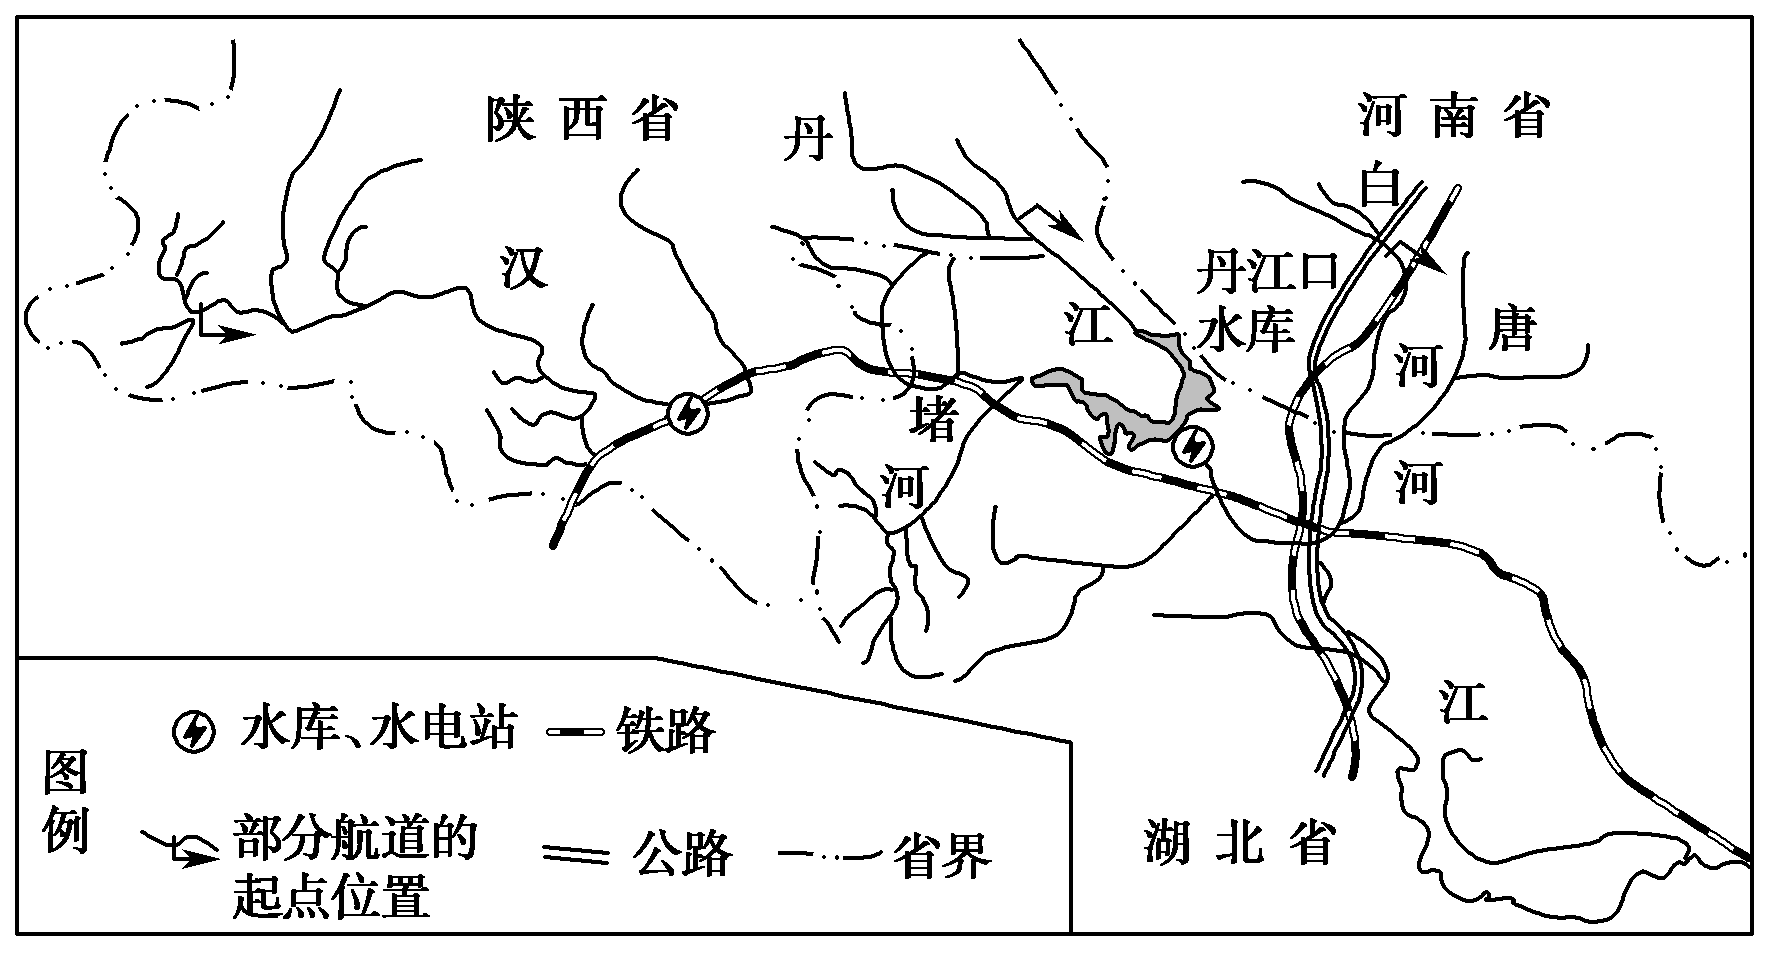 陕西省
河南省
丹
白
汉
丹江口
水库
江
唐
河
堵
河
河
江
湖北省
图例
水库、水电站
铁路
部分航道的
起点位置
公路
省界